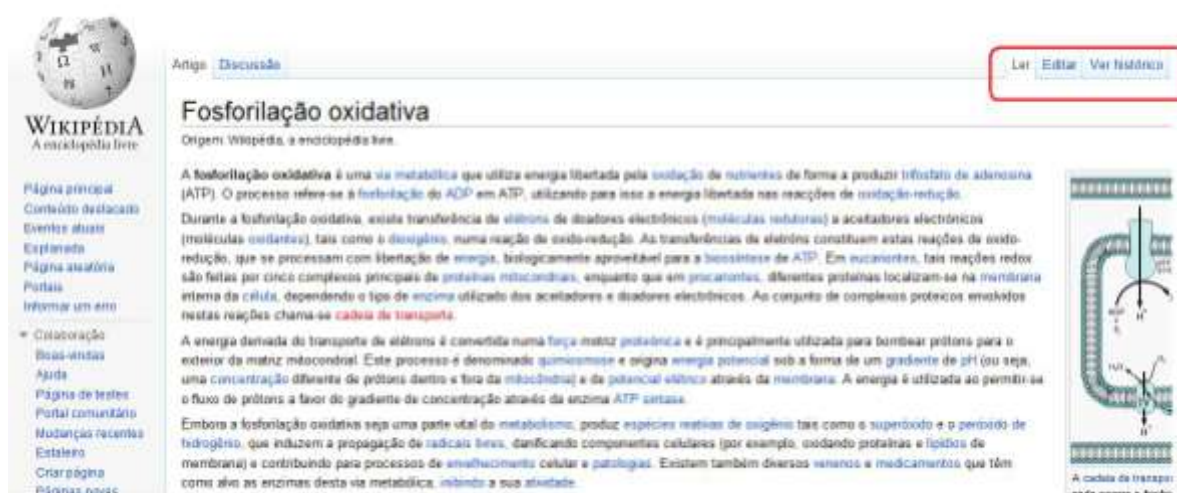 Artigo Discussão
Ler Editar Ver histórico
WIKIPÉDIA
A enciclopédia livre
Fosforilação oxidativa
Origem: Wikipédia, a enciclopédia livre.
Página principal
Conteúdo destacado
Eventos atuais
Esplanada
Página aleatória
Portais
Informar um erro
Colaboração
Boas-vindas
Ajuda
Página de testes
Portal comunitário
Mudanças recentes
Estaleiro
Criar página
Páginas novas
A fosforilação oxidativa é uma via metabólica que utiliza energia libertada pela oxidação de nutrientes de forma a produzir trifosfato de adenosina
(ATP). O processo refere-se à fosforilação do ADP em ATP, utilizando para isso a energia libertada nas reacções de oxidação-redução.
Durante a fosforilação oxidativa, existe transferência de elétrons de doadores electrónicos (moléculas redutoras) a aceitadores electrónicos
(moléculas oxidantes), tais como o dioxigénio, numa reação de oxido-redução. As transferências de eletróns constituem estas reações de oxido-
redução, que se processam com libertação de energia, biologicamente aproveitável para a biossíntese de ATP. Em eucariontes, tais reações redox
são feitas por cinco complexos principais de proteínas mitocondriais, enquanto que em procariontes, diferentes proteínas localizam-se na membrana
interna da célula, dependendo o tipo de enzima utilizado dos aceitadores e doadores electrónicos. Ao conjunto de complexos proteicos envolvidos
nestas reações chama-se cadeia de transporte.
A energia derivada do transporte de elétrons é convertida numa força motriz protónica e é principalmente utilizada para bombear prótons para o
exterior da matriz mitocondrial. Este processo é denominado quimiosmose e origina energia potencial sob a forma de um gradiente de pH (ou seja,
uma concentração diferente de prótons dentro e fora da mitocôndria) e de potencial elétrico através da membrana. A energia é utilizada ao permitir-se
o fluxo de prótons a favor do gradiente de concentração através da enzima ATP sintase.
Embora a fosforilação oxidativa seja uma parte vital do metabolismo, produz espécies reativas de oxigénio tais como o superóxido e o peróxido de
hidrogênio, que induzem a propagação de radicais livres, danificando componentes celulares (por exemplo, oxidando proteínas e lipídios de
membrana) e contribuindo para processos de envelhecimento celular e patologias. Existem também diversos venenos e medicamentos que têm
como alvo as enzimas desta via metabólica, inibindo a sua atividade.
A cadeia de transpor